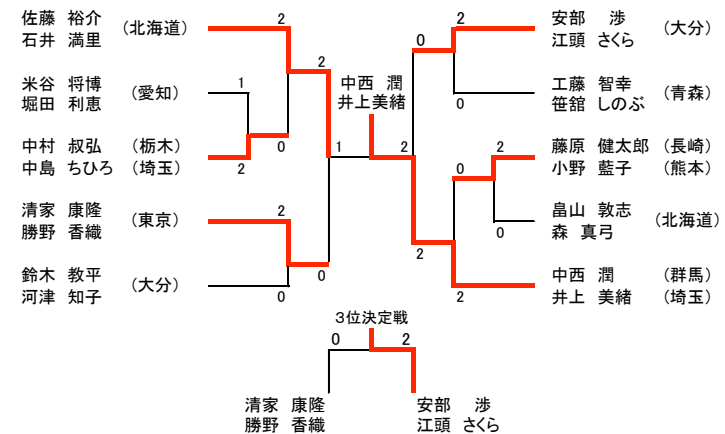 佐藤 裕介
石井 満里
(北海道)
米谷 将博
堀田 利恵
(愛知)
中村 叔弘 (栃木)
中島 ちひろ (埼玉)
清家 康隆
勝野 香織
(東京)
鈴木 教平
河津 知子
(大分)
2
1
2
0
2
0
2
0
1
中西 潤
井上美緒
2
0
2
2
0
0
2
0
2
安部 渉
江頭 さくら
(大分)
工藤 智幸
笹舘 しのぶ
(青森)
藤原 健太郎 (長崎)
小野 藍子 (熊本)
畠山 敦志
森 真弓
(北海道)
中西 潤 (群馬)
井上 美緒 (埼玉)
3位決定戦
0 2
清家 康隆
勝野 香織
安部 渉
江頭 さくら